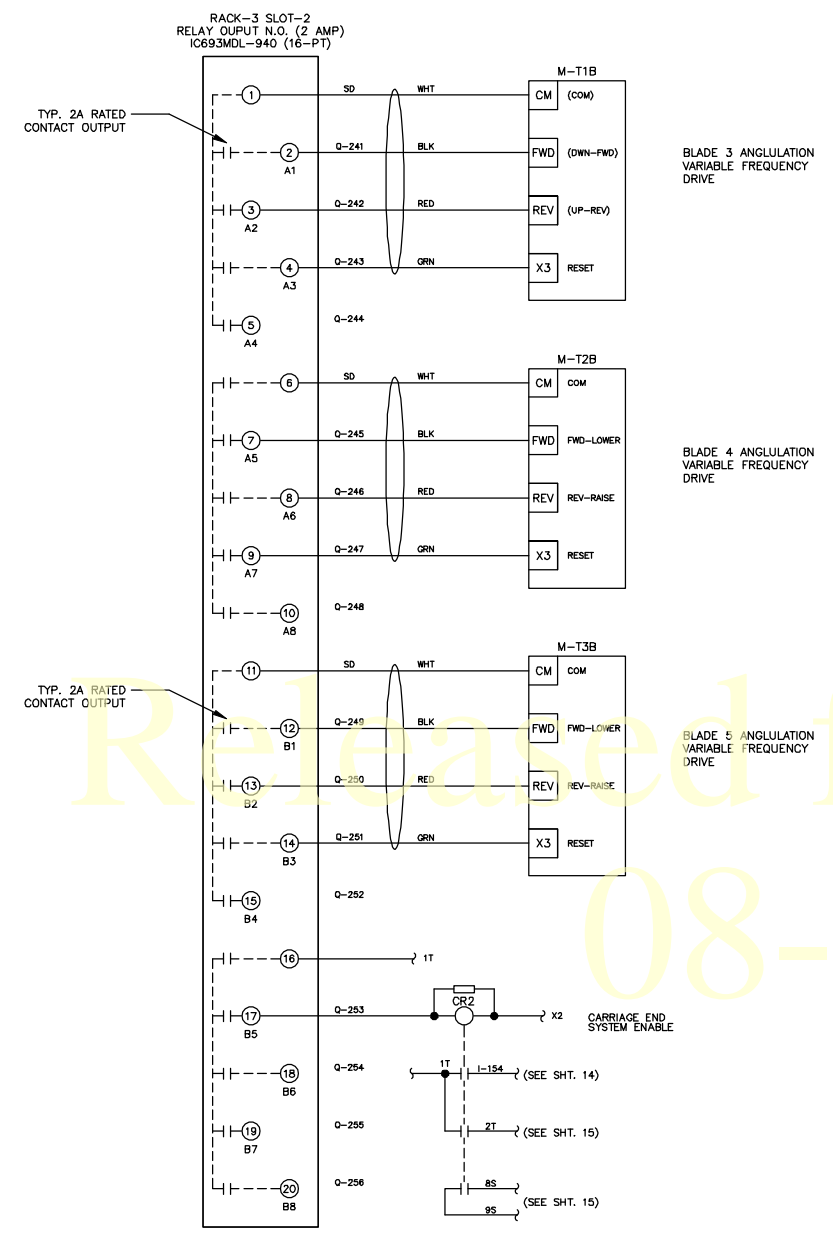 RACK-3 SLOT-2
RELAY OUPUT N.O. (2 AMP)
IC693MDL-940 (16-PT)
TYP. 2A RATED
CONTACT OUTPUT
M-T1B
1 SD WHT CM (COM)
2 A1 Q-241 BLK FWD (DWN-FWD)
3 A2 Q-242 RED REV (UP-REV)
4 A3 Q-243 GRN X3 RESET
5 A4 Q-244
BLADE 3 ANGLULATION
VARIABLE FREQUENCY
DRIVE
M-T2B
6 SD WHT CM COM
7 A5 Q-245 BLK FWD FWD-LOWER
8 A6 Q-246 RED REV REV-RAISE
9 A7 Q-247 GRN X3 RESET
10 A8 Q-248
BLADE 4 ANGLULATION
VARIABLE FREQUENCY
DRIVE
TYP. 2A RATED
CONTACT OUTPUT
M-T3B
11 SD WHT CM COM
12 B1 Q-249 BLK FWD FWD-LOWER
13 B2 Q-250 RED REV REV-RAISE
14 B3 Q-251 GRN X3 RESET
15 B4 Q-252
BLADE 5 ANGLULATION
VARIABLE FREQUENCY
DRIVE
Released f
08-
16 1T
17 B5 Q-253 CR2 X2
CARRIAGE END
SYSTEM ENABLE
18 B6 Q-254 1T I-154 (SEE SHT. 14)
19 B7 Q-255 2T (SEE SHT. 15)
20 B8 Q-256 8S
9S
(SEE SHT. 15)